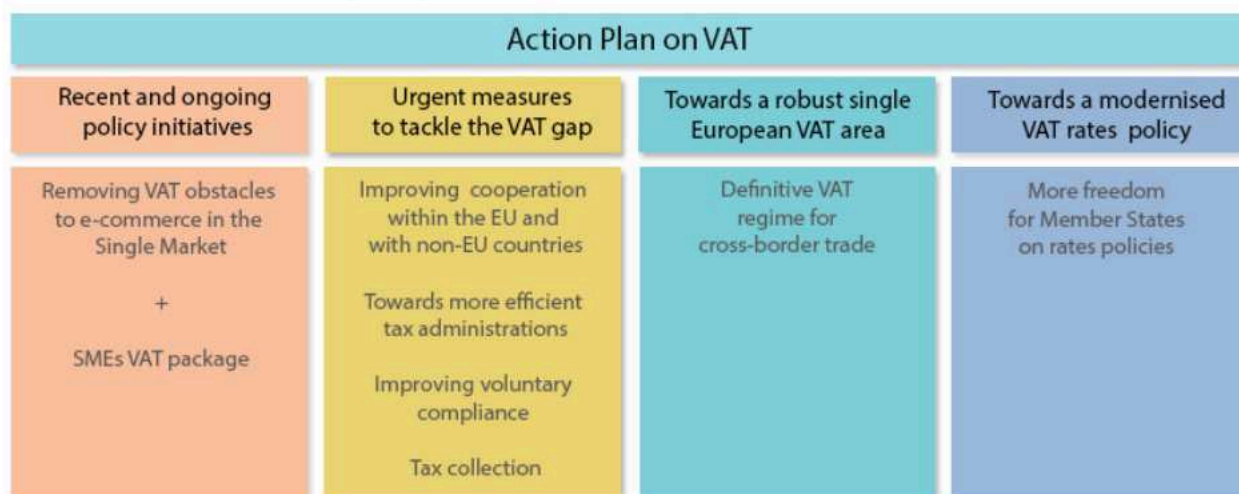 Action Plan on VAT
Recent and ongoing
policy initiatives
Removing VAT obstacles
to e-commerce in the
Single Market
+
SMEs VAT package
Urgent measures
to tackle the VAT gap
Improving cooperation
within the EU and
with non-EU countries
Towards more efficient
tax administrations
Improving voluntary
compliance
Tax collection
Towards a robust single
European VAT area
Definitive VAT
regime for
cross-border trade
Towards a modernised
VAT rates policy
More freedom
for Member States
on rates policies